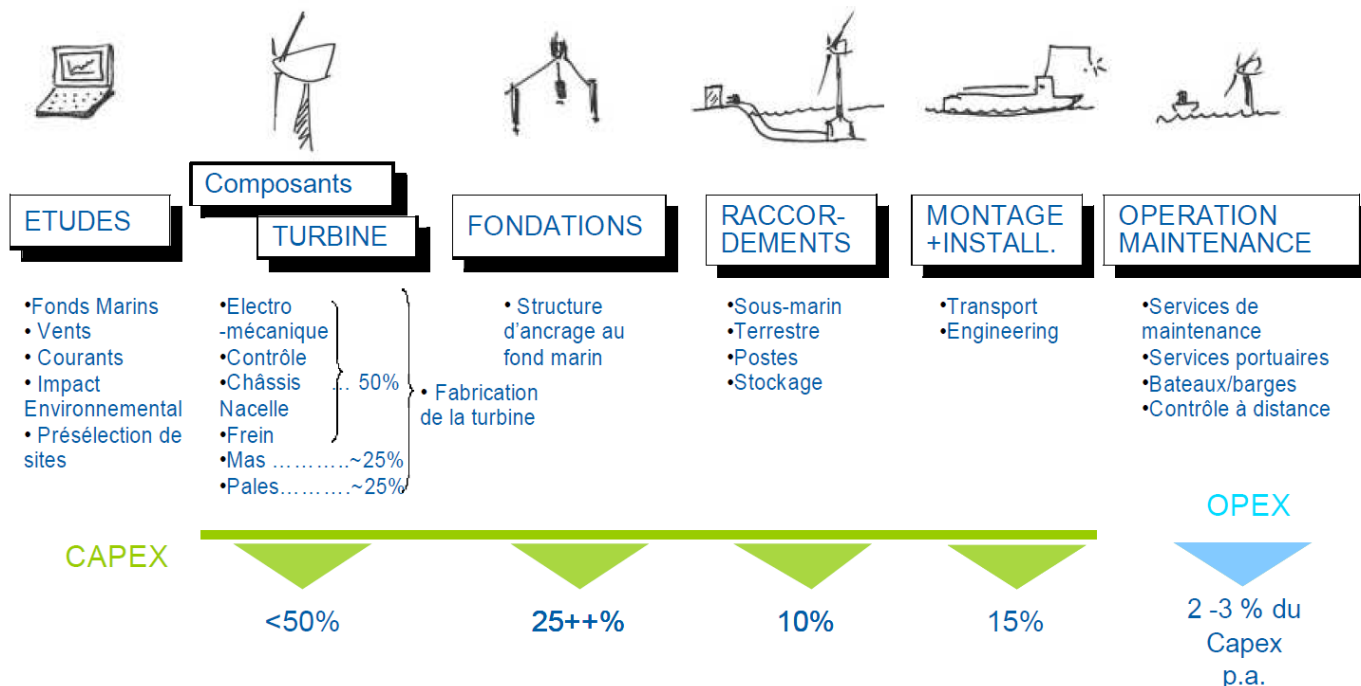 ETUDES
Composants
TURBINE
FONDATIONS
RACCOR-
DEMENTS
MONTAGE
+INSTALL.
OPERATION
MAINTENANCE
•Fonds Marins
• Vents
• Courants
• Impact
Environnemental
• Présélection de
sites
•Electro
-mécanique
•Contrôle
•Châssis ... 50%
Nacelle
•Frein
•Mas ………..~25%
•Pales……….~25%
• Fabrication
de la turbine
• Structure
d'ancrage au
fond marin
•Sous-marin
•Terrestre
•Postes
•Stockage
•Transport
•Engineering
•Services de
maintenance
•Services portuaires
•Bateaux/barges
•Contrôle à distance
CAPEX
<50%
25++%
10%
15%
OPEX
2 -3 % du
Capex
p.a.